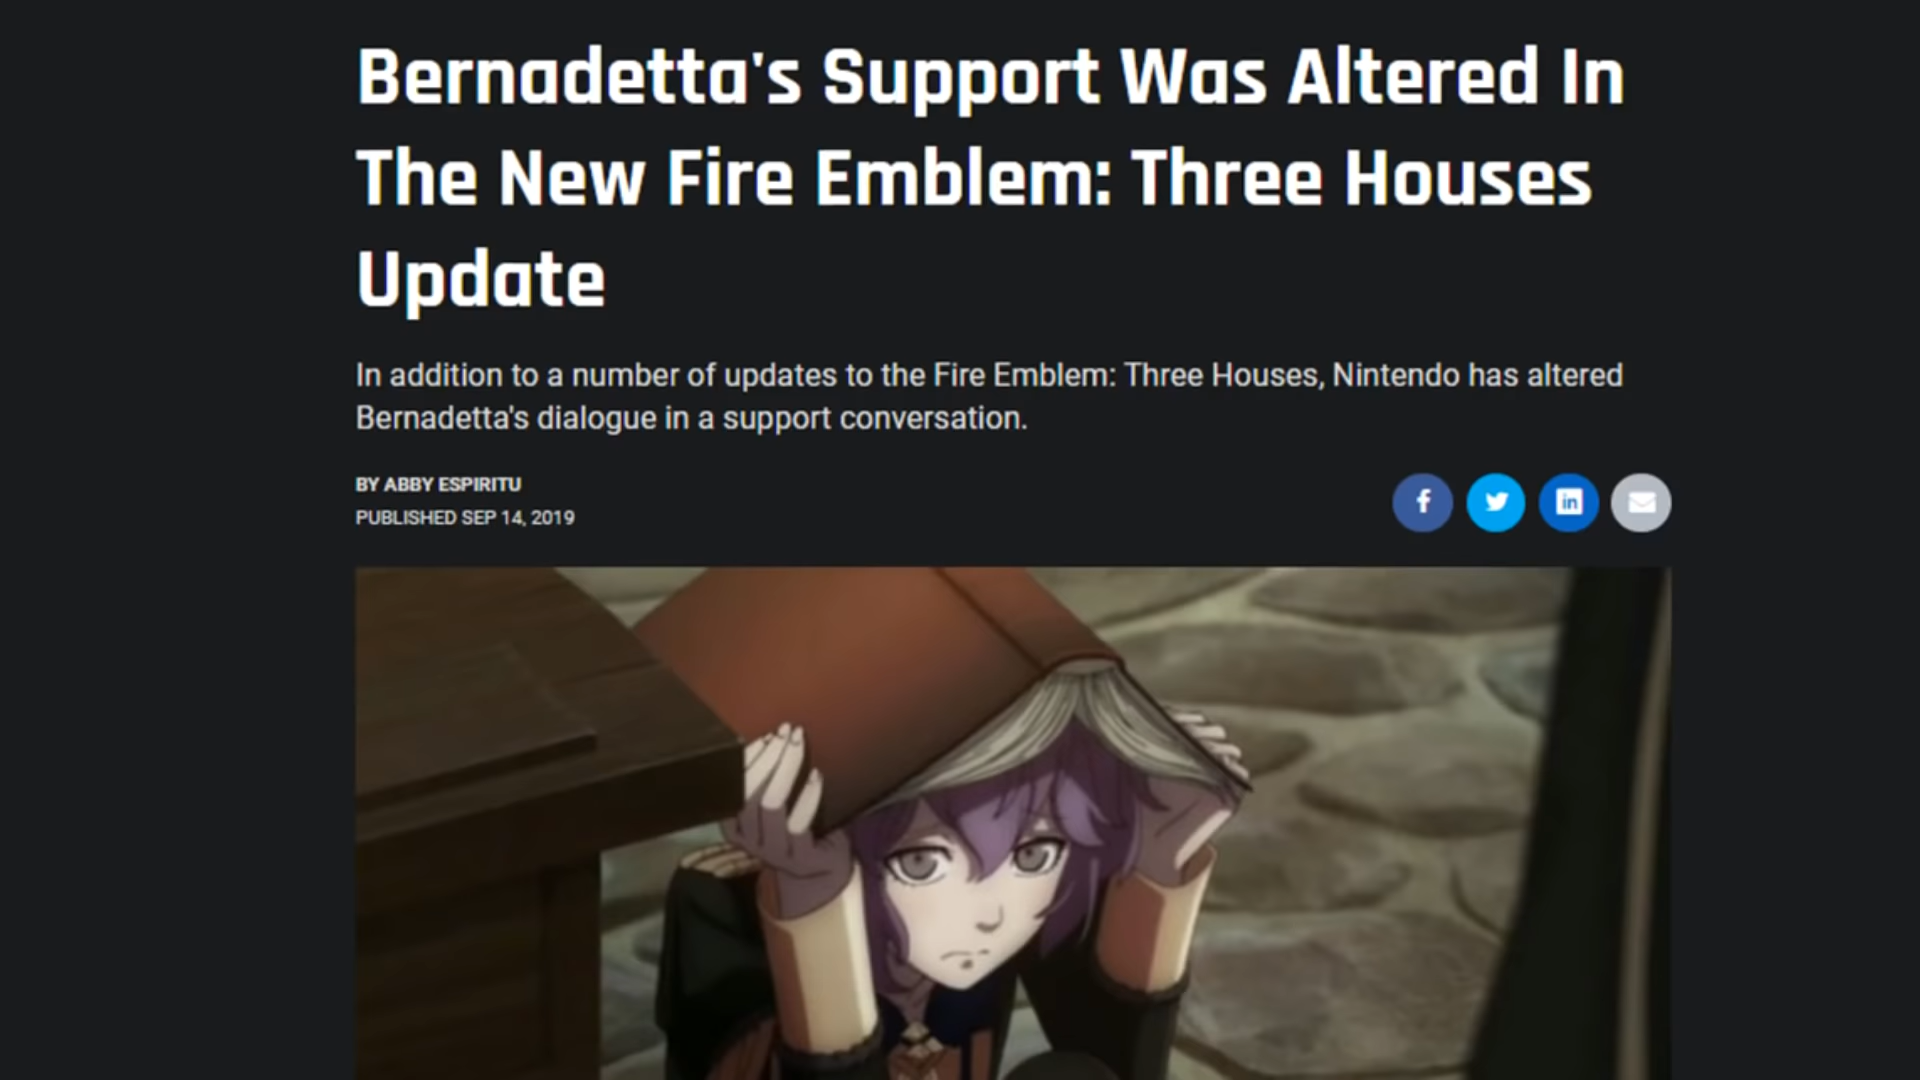 Bernadetta's Support Was Altered In
The New Fire Emblem: Three Houses
Update
In addition to a number of updates to the Fire Emblem: Three Houses, Nintendo has altered
Bernadetta's dialogue in a support conversation.
BY ABBY ESPIRITU
PUBLISHED SEP 14, 2019
f
in